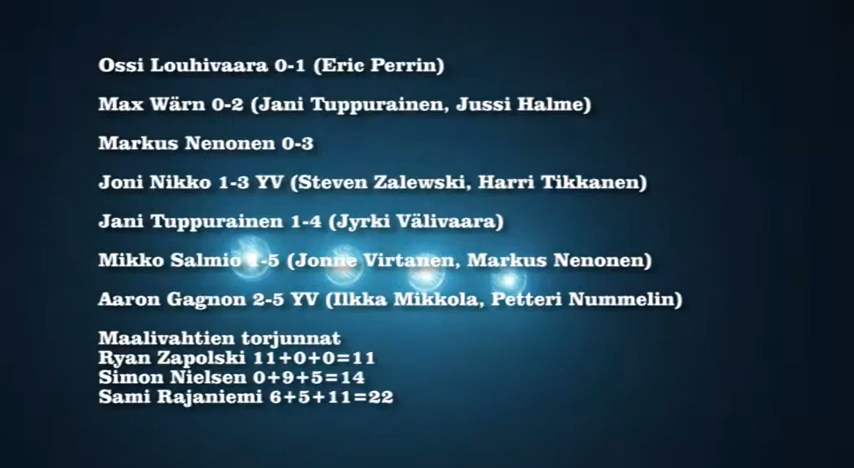 Ossi Louhivaara 0-1 (Eric Perrin)
Max Wärn 0-2 (Jani Tuppurainen, Jussi Halme)
Markus Nenonen 0-3
Joni Nikko 1-3 YV (Steven Zalewski, Harri Tikkanen)
Jani Tuppurainen 1-4 (Jyrki Välivaara)
Mikko Salmio 1-5 (Jonne Virtanen, Markus Nenonen)
Aaron Gagnon 2-5 YV (Ilkka Mikkola, Petteri Nummelin)
Maalivahtien torjunnat
Ryan Zapolski 11+0+0=11
Simon Nielsen 0+9+5=14
Sami Rajaniemi 6+5+11=22